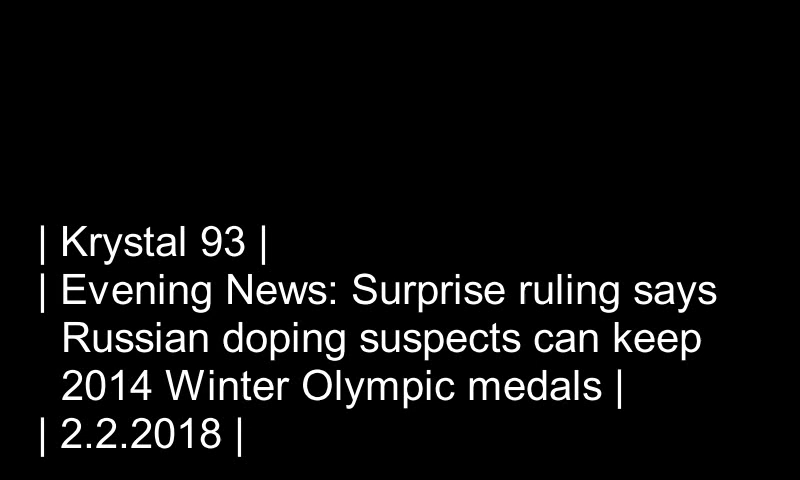 | Krystal 93 |
| Evening News: Surprise ruling says
Russian doping suspects can keep
2014 Winter Olympic medals |
| 2.2.2018 |